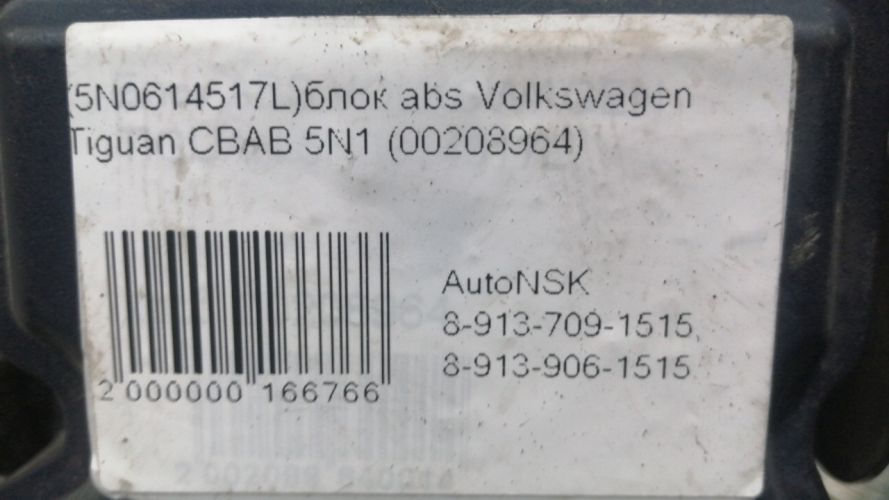 (5N0614517L)блок abs Volkswagen
Tiguan CBAB 5N1 (00208964)
AutoNSK
8-913-709-1515,
8-913-906-1515
2 000000 166766